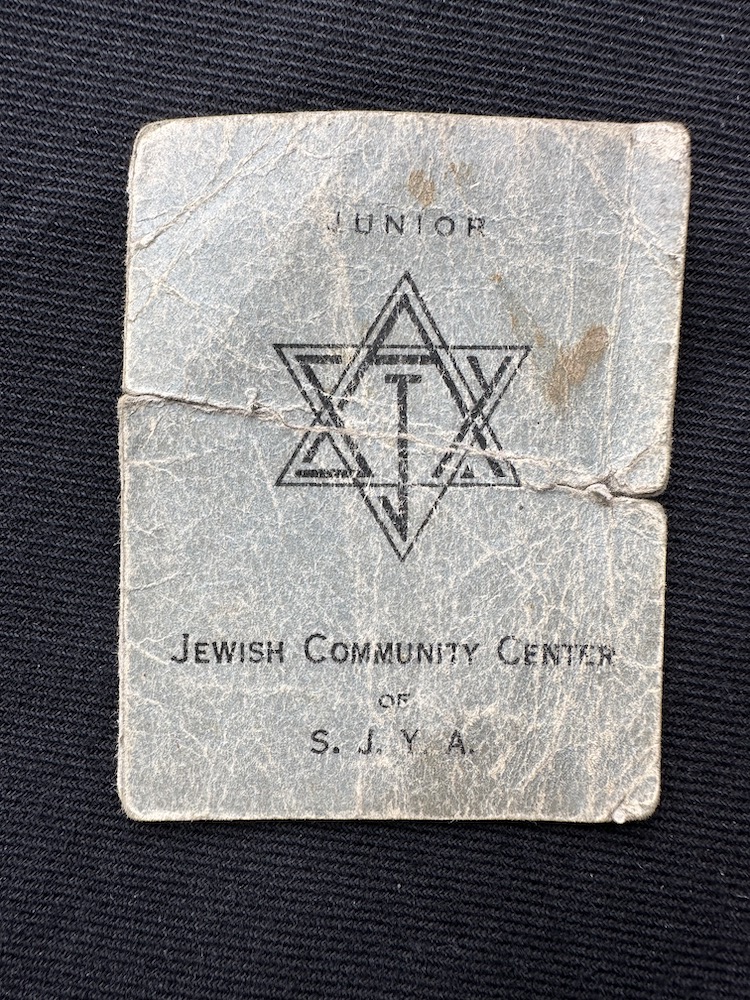 JUNIOR
S J Y A
JEWISH COMMUNITY CENTER
OF
S. J. Y. A.